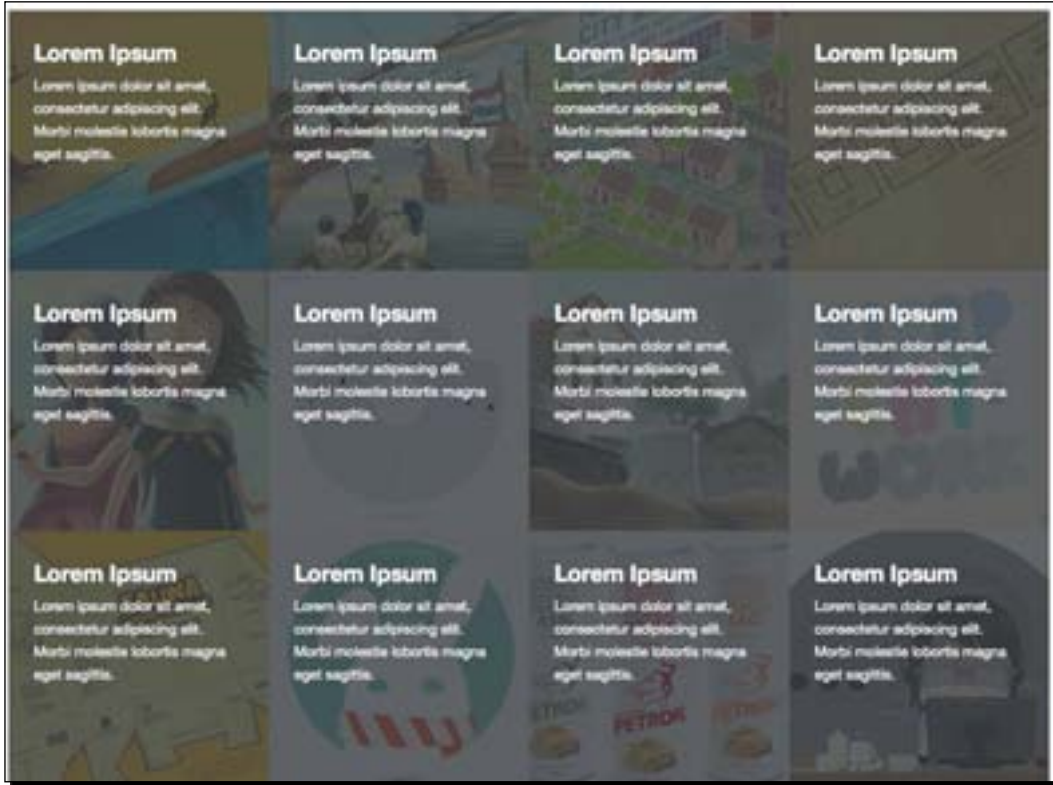 Lorem Ipsum
Lorem ipsum dolor sit amet,
consectetur adipiscing elit.
Morbi molestie lobortis magna
eget sagittis.
Lorem Ipsum
Lorem ipsum dolor sit amet,
consectetur adipiscing elit.
Morbi molestie lobortis magna
eget sagittis.
CITY
Lorem Ipsum
Lorem ipsum dolor sit amet,
consectetur adipiscing elit.
Morbi molestie lobortis magna
eget sagittis.
Lorem Ipsum
Lorem ipsum dolor sit amet,
consectetur adipiscing elit.
Morbi molestie lobortis magna
eget sagittis.
Lorem Ipsum
Lorem ipsum dolor sit amet,
consectetur adipiscing elit.
Morbi molestie lobortis magna
eget sagittis.
Lorem Ipsum
Lorem ipsum dolor sit amet,
consectetur adipiscing elit.
Morbi molestie lobortis magna
eget sagittis.
Lorem Ipsum
Lorem ipsum dolor sit amet,
consectetur adipiscing elit.
Morbi molestie lobortis magna
eget sagittis.
Lorem Ipsum
Lorem ipsum dolor sit amet,
consectetur adipiscing elit.
Morbi molestie lobortis magna
eget sagittis.
WORK
Lorem Ipsum
Lorem ipsum dolor sit amet,
consectetur adipiscing elit.
Morbi molestie lobortis magna
eget sagittis.
Lorem Ipsum
Lorem ipsum dolor sit amet,
consectetur adipiscing elit.
Morbi molestie lobortis magna
eget sagittis.
my
Lorem Ipsum
Lorem ipsum dolor sit amet,
consectetur adipiscing elit.
Morbi molestie lobortis magna
eget sagittis.
PETRON PETRON
Lorem Ipsum
Lorem ipsum dolor sit amet,
consectetur adipiscing elit.
Morbi molestie lobortis magna
eget sagittis.